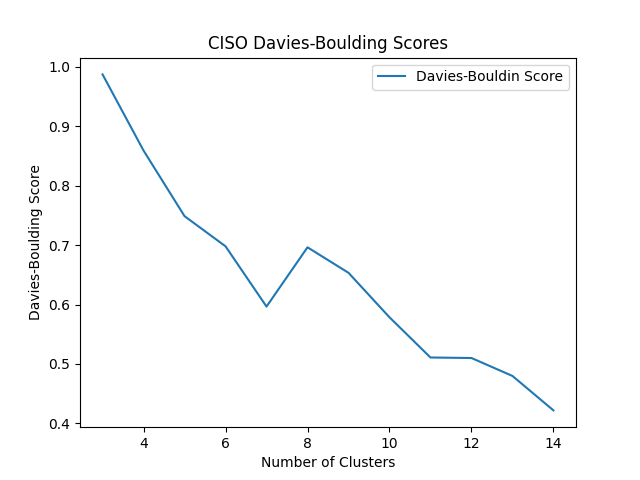 CISO Davies-Boulding Scores
Davies-Bouldin Score
Davies-Boulding Score
1.0
0.9
0.8
0.7
0.6
0.5
0.4
4 6 8 10 12 14
Number of Clusters